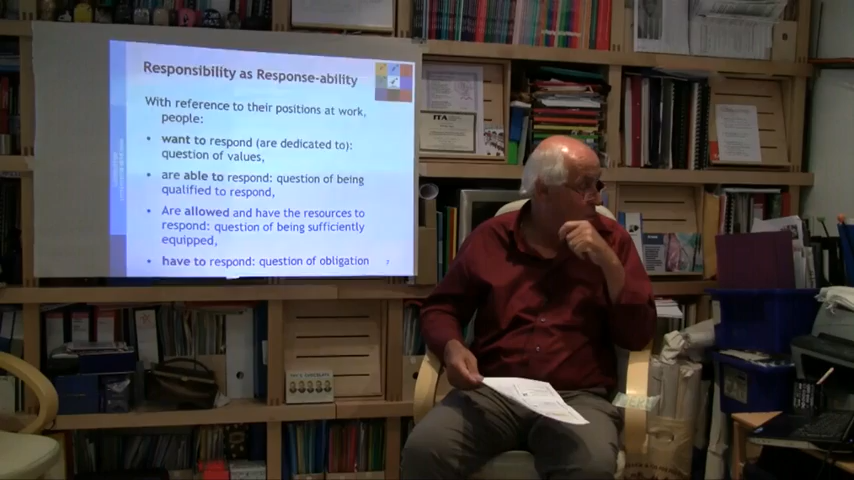 Responsibility as Response-ability
With reference to their positions at work,
people:
• want to respond (are dedicated to):
question of values,
• are able to respond: question of being
qualified to respond,
• Are allowed and have the resources to
respond: question of being sufficiently
equipped,
• have to respond: question of obligation
7
ITA